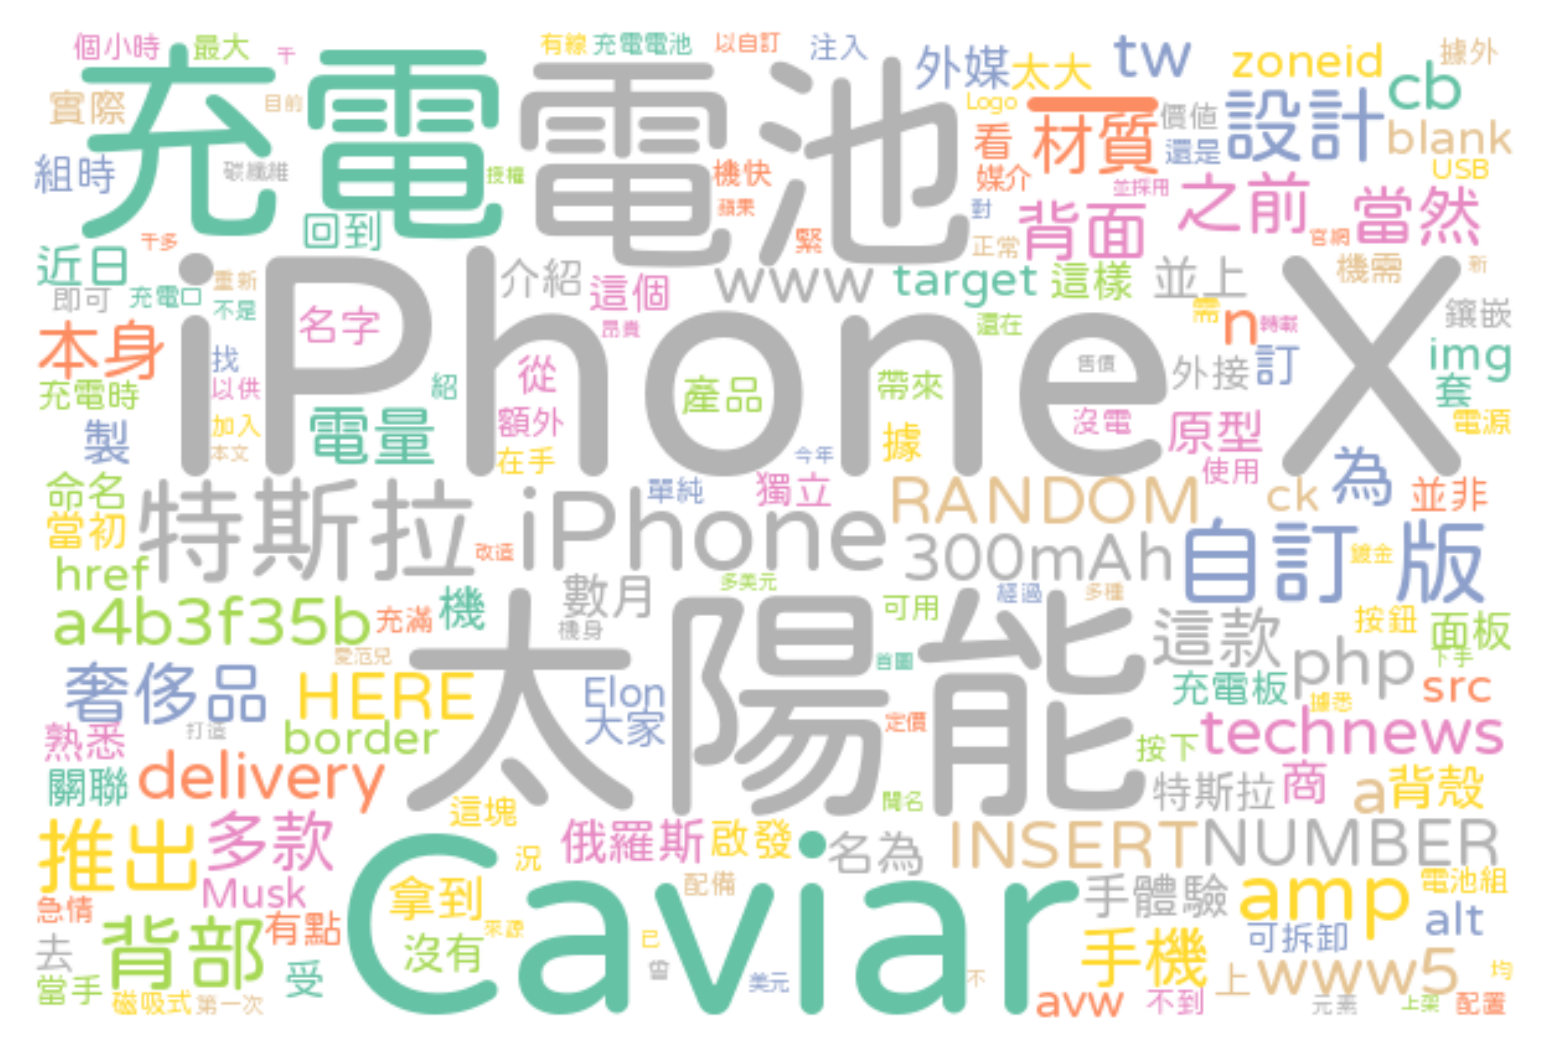 個小時 最大 千 有線 充電電池 以自訂 注入 外媒 太大 tw zoneid 據外
實際 目前 充電 電池 Logo 材質 價值 設計 cb blank
組時 碳纖維 授權 機快 蘋果 看 媒介 還是 USB
並採用 對 背面 之前 當然 官網
近日 千多 回到 緊 正常 機需 新
即可 充電口 重新 不是 介紹 這個 www target 這樣 並上
本身 名字 昂貴 iPhone X 還在 需 n 轉載 鑲嵌
找 以供 紹 從 產品 帶來 售價 外接 訂 img 套
充電時 製 加入 本文 電量 額外 在手 據 今年 沒電 原型 使用 電源
命名 當初 特斯拉 iPhone 單純 獨立 RANDOM ck 為 並非
href 改造 300mAh 自訂版 鍍金
a4b3f35b 充滿 機 數月 機身 多美元 可用 經過 多種 這款 按鈕 面板
愛范兒 太陽能 首圖 php 下手
奢侈品 HERE Elon 大家 充電板 據悉 src
熟悉 打造 border 定價 按下 technews
關聯 delivery 這塊 聞名 特斯拉 商 a 背殼
推出 多款 況 俄羅斯 啟發 名為 INSERT NUMBER
Musk Caviar 拿到 配備 手體驗 amp 電池組
急情 背部 有點 沒有 來源 已 曾 手機 可拆卸 alt
去 當手 受 美元 不 上 www5 均
磁吸式 第一次 avw 不到 元素 上架 配置